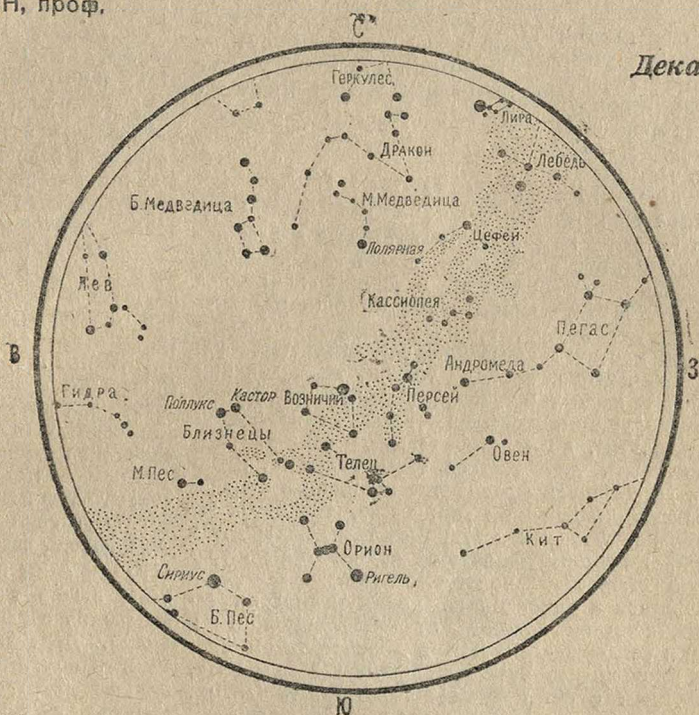 Н, проф.
С
Дека
Геркулес
Лира
Дракон
Лебедь
Б.Медведица
М.Медведица
Полярная
Цефей
Лев
Кассиопея
Пегас
В
З
Андромеда
Гидра
Поллукс
Кастор
Возничий
Персей
Близнецы
Овен
М.Пес
Телец
Орион
Кит
Сириус
Ригель
Б.Пес
Ю